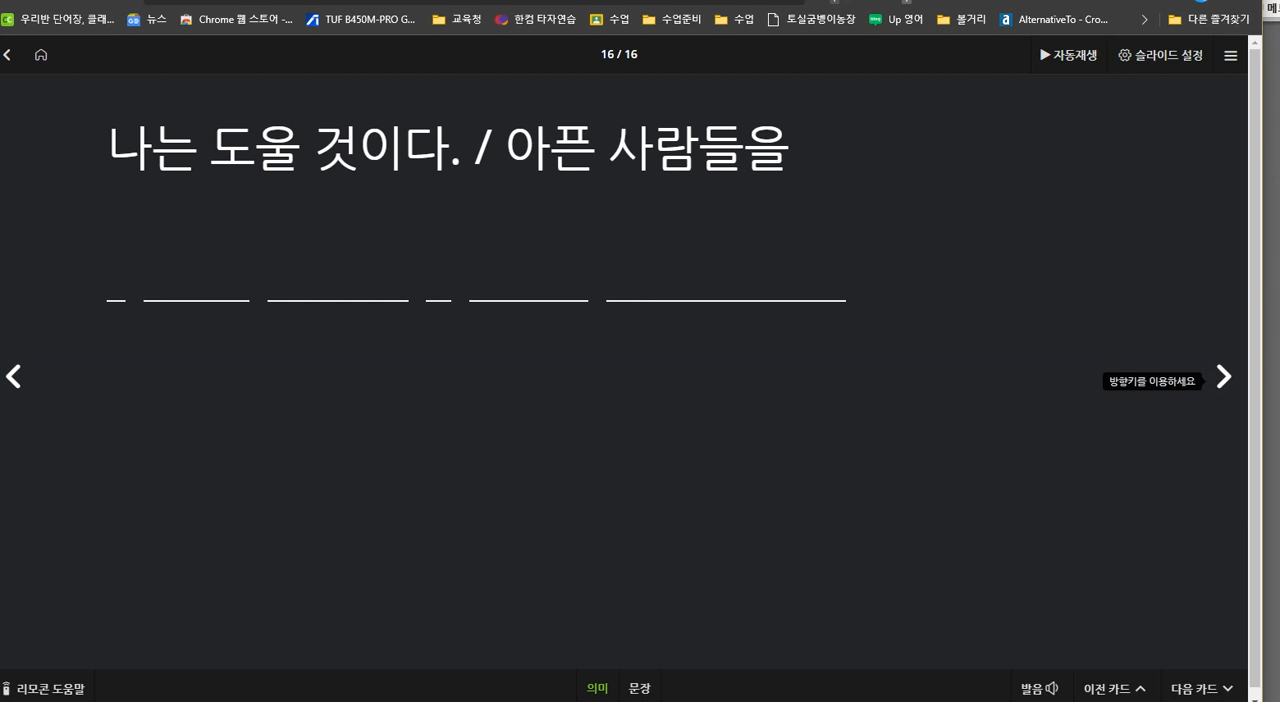 우리반 단어장, 클래... 뉴스 Chrome 웹 스토어 -... TUF B450M-PRO G... 교육청 한컴 타자연습 수업 수업준비 수업 토실굼벵이농장 Up 영어 볼거리 AlternativeTo - Cro... 다른 즐겨찾기
16 / 16
자동재생 슬라이드 설정
나는 도울 것이다. / 아픈 사람들을
방향키를 이용하세요
리모콘 도움말 의미 문장 발음 이전 카드 다음 카드